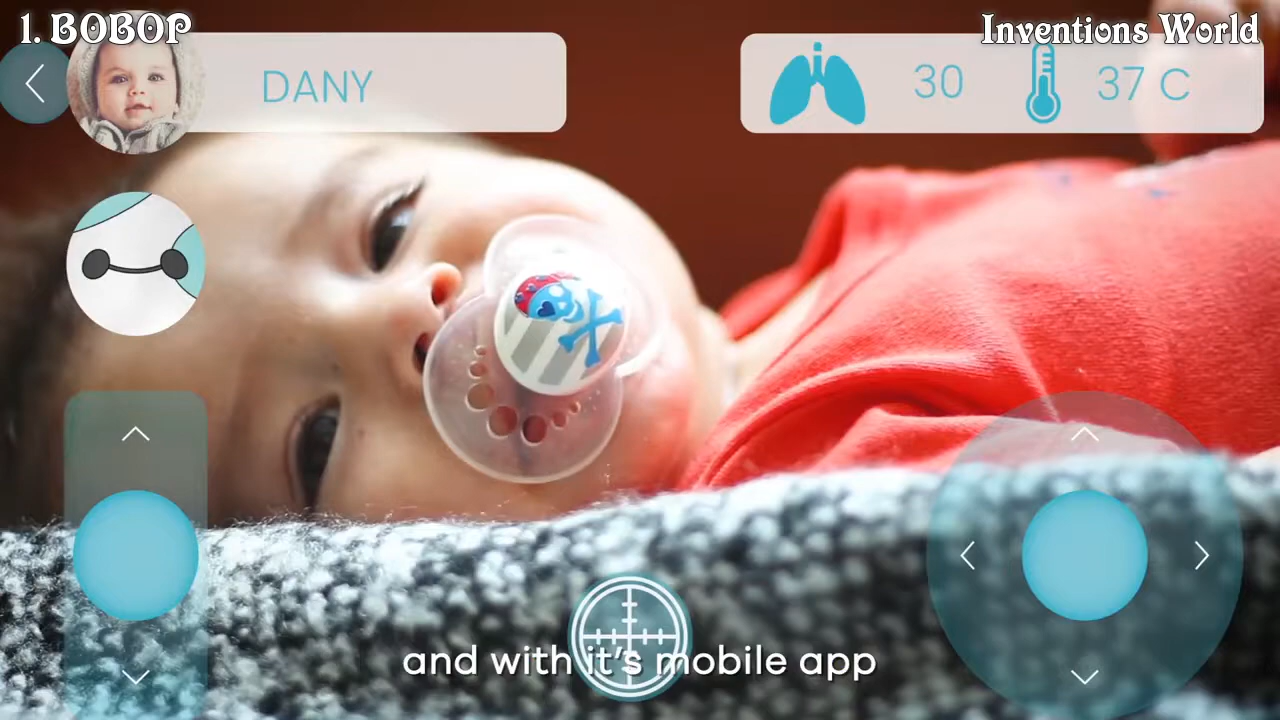 1. BOBOP
Inventions World
DANY
30
37 C
and with it's mobile app